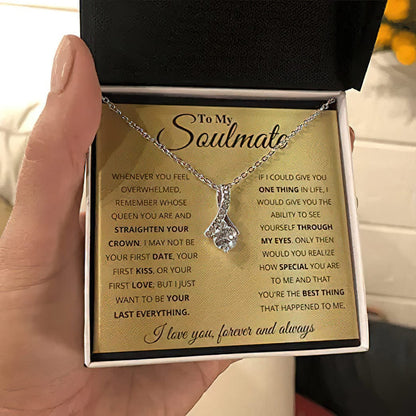 To My
Soulmate
WHENEVER YOU FEEL
OVERWHELMED,
REMEMBER WHOSE
QUEEN YOU ARE AND
STRAIGHTEN YOUR
CROWN. I MAY NOT BE
YOUR FIRST DATE, YOUR
FIRST KISS, OR YOUR
FIRST LOVE; BUT I JUST
WANT TO BE YOUR
LAST EVERYTHING.
IF I COULD GIVE YOU
ONE THING IN LIFE, I
WOULD GIVE YOU THE
ABILITY TO SEE
YOURSELF THROUGH
MY EYES. ONLY THEN
WOULD YOU REALIZE
HOW SPECIAL YOU ARE
TO ME AND THAT
YOU'RE THE BEST THING
THAT HAPPENED TO ME.
I love you, forever and always